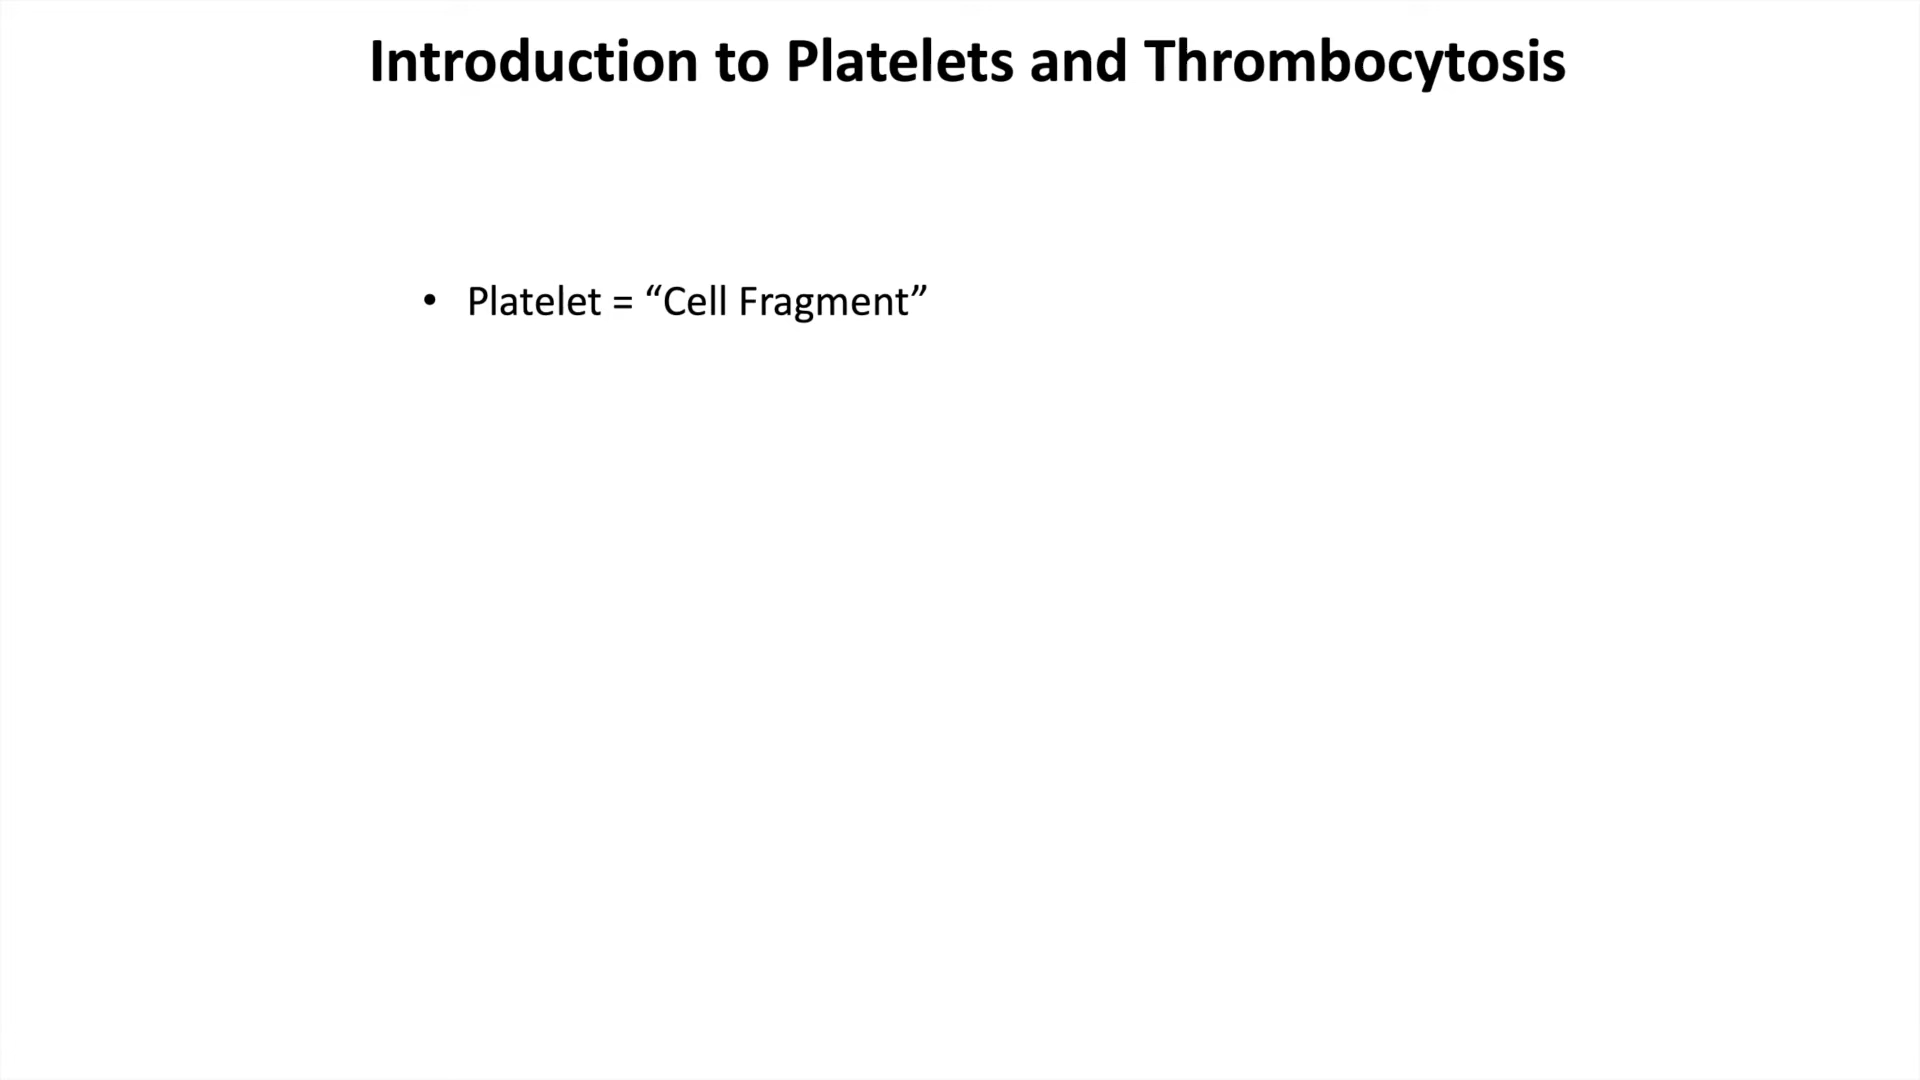 Introduction to Platelets and Thrombocytosis
• Platelet = “Cell Fragment”